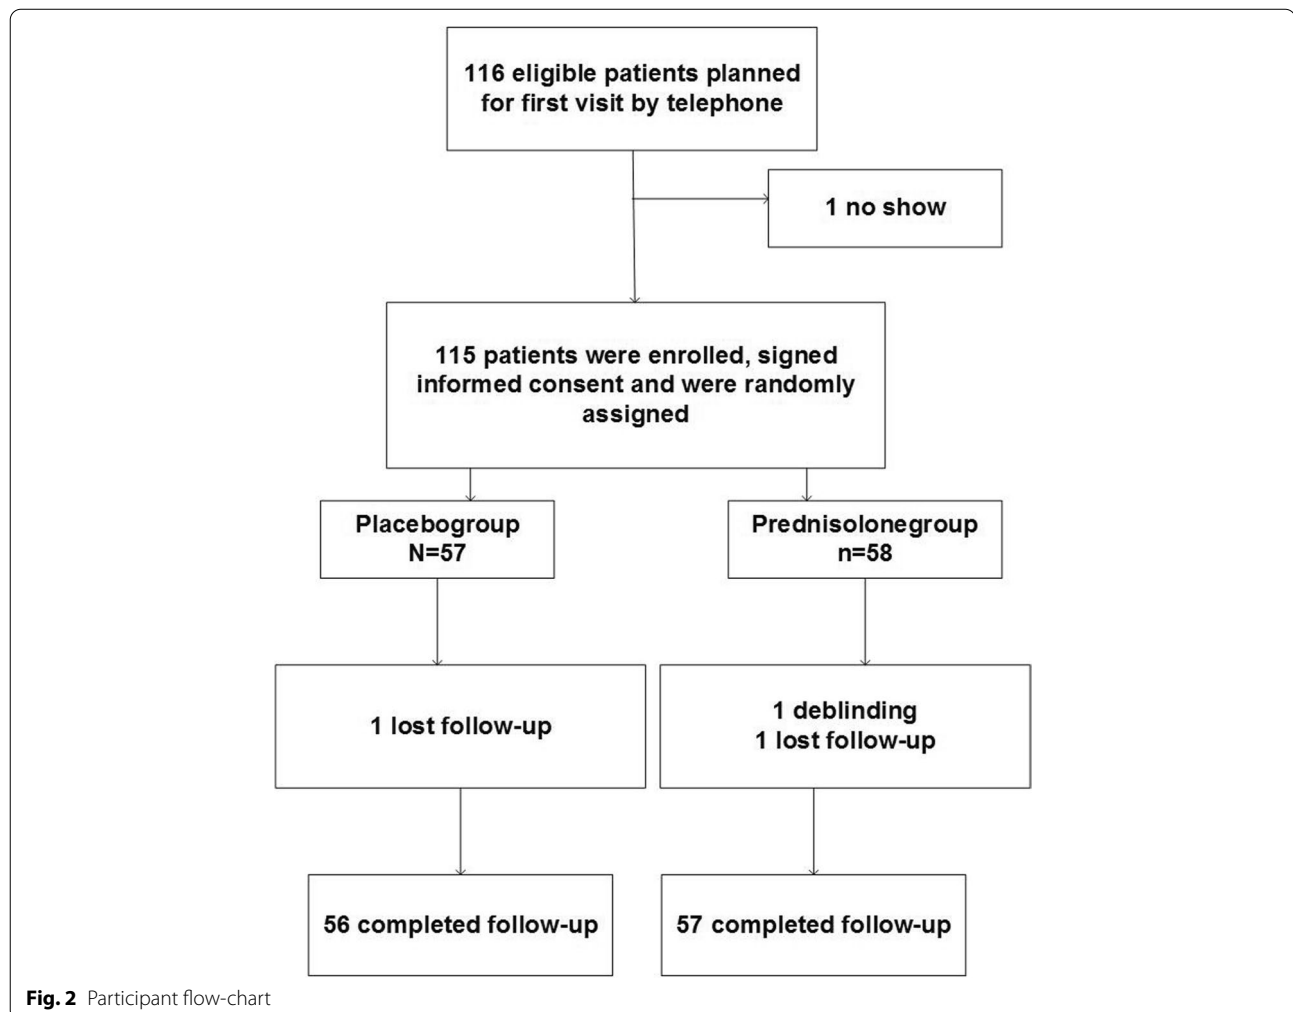 116 eligible patients planned
for first visit by telephone
1 no show
115 patients were enrolled, signed
informed consent and were randomly
assigned
Placebogroup
N=57
Prednisolonegroup
n=58
1 lost follow-up
1 deblinding
1 lost follow-up
56 completed follow-up
57 completed follow-up
Fig. 2 Participant flow-chart